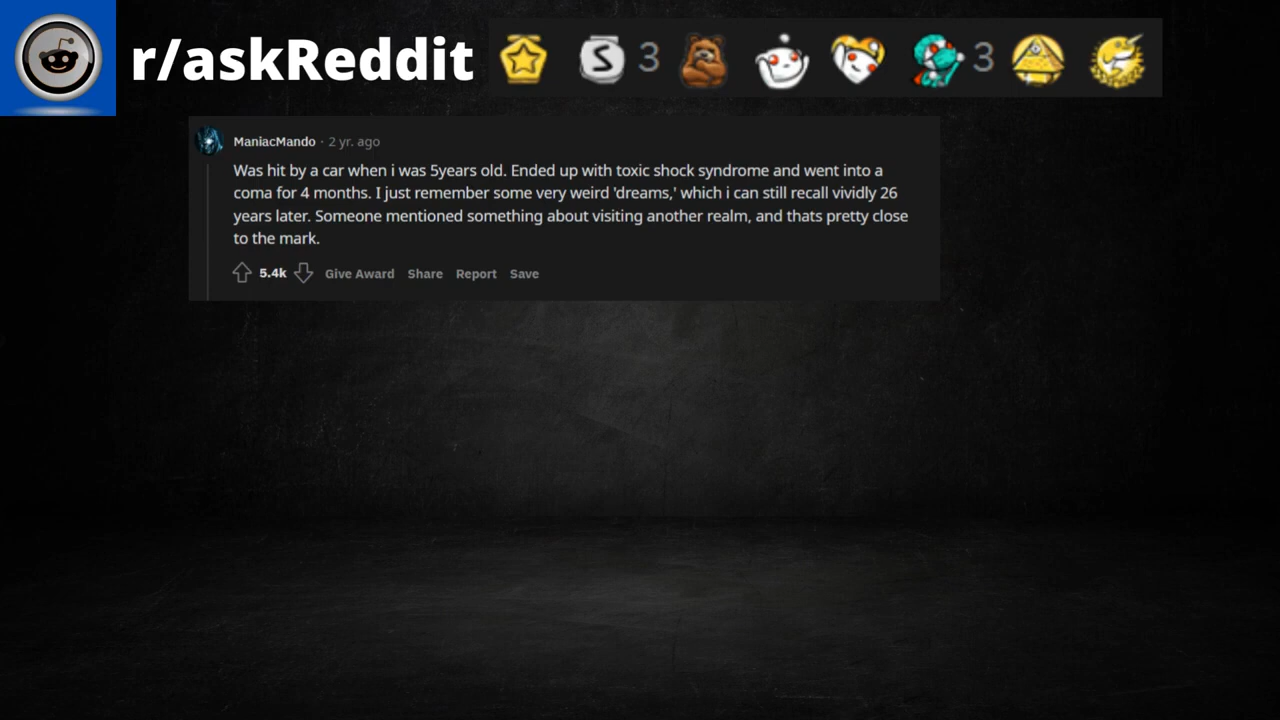 r/askReddit
S 3 3
ManiacMando · 2 yr. ago
Was hit by a car when i was 5years old. Ended up with toxic shock syndrome and went into a
coma for 4 months. I just remember some very weird 'dreams,' which i can still recall vividly 26
years later. Someone mentioned something about visiting another realm, and thats pretty close
to the mark.
5.4k Give Award Share Report Save